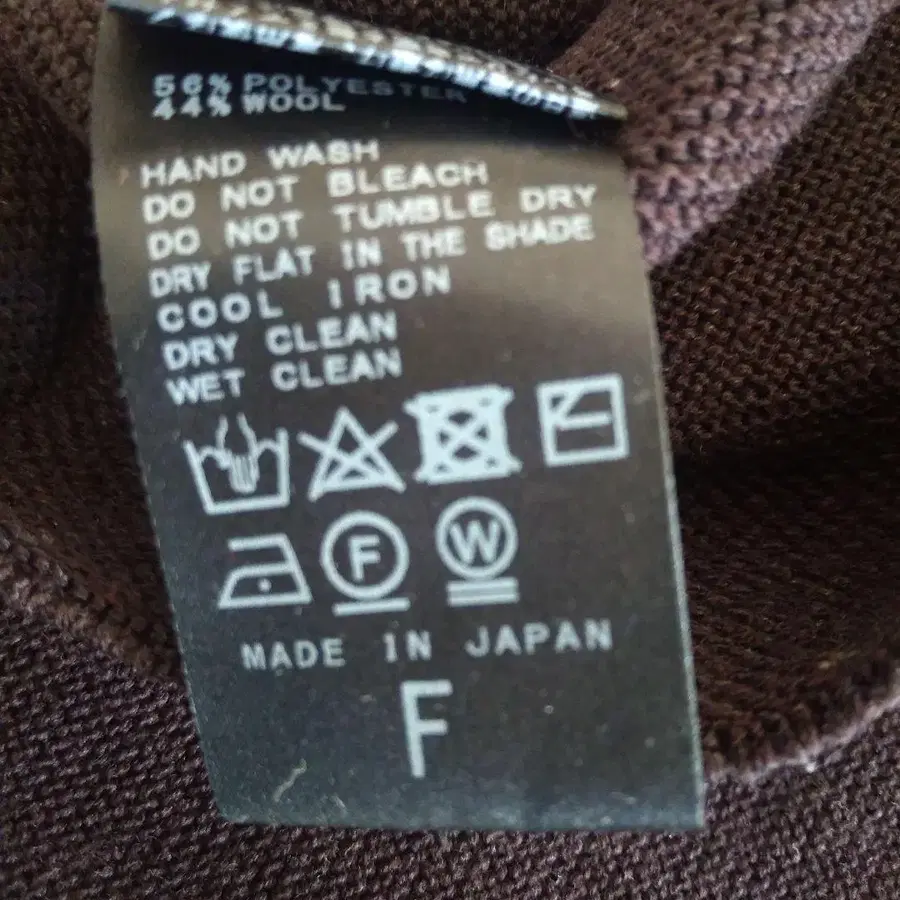 56% POLYESTER
44% WOOL
HAND WASH
DO NOT BLEACH
DO NOT TUMBLE DRY
DRY FLAT IN THE SHADE
COOL IRON
DRY CLEAN
WET CLEAN
F W
MADE IN JAPAN
F